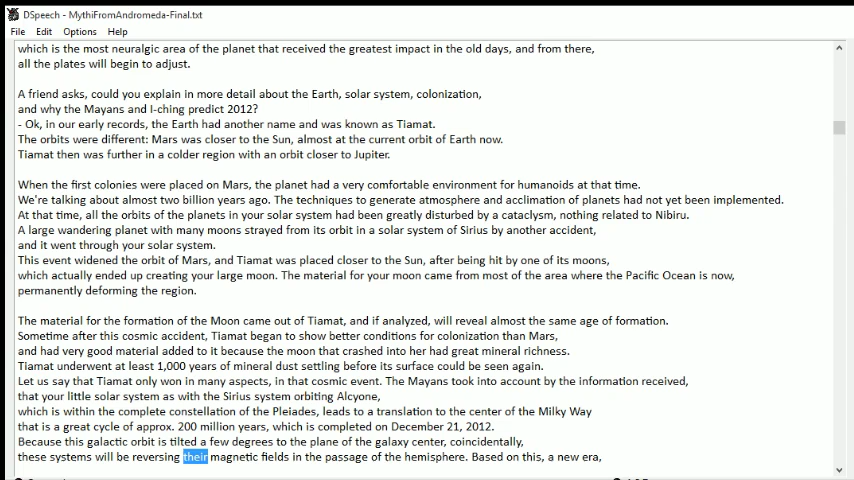 DSpeech - MythiFromAndromeda-Final.txt
File Edit Options Help
which is the most neuralgic area of the planet that received the greatest impact in the old days, and from there,
all the plates will begin to adjust.
A friend asks, could you explain in more detail about the Earth, solar system, colonization,
and why the Mayans and I-ching predict 2012?
- Ok, in our early records, the Earth had another name and was known as Tiamat.
The orbits were different: Mars was closer to the Sun, almost at the current orbit of Earth now.
Tiamat then was further in a colder region with an orbit closer to Jupiter.
When the first colonies were placed on Mars, the planet had a very comfortable environment for humanoids at that time.
We're talking about almost two billion years ago. The techniques to generate atmosphere and acclimation of planets had not yet been implemented.
At that time, all the orbits of the planets in your solar system had been greatly disturbed by a cataclysm, nothing related to Nibiru.
A large wandering planet with many moons strayed from its orbit in a solar system of Sirius by another accident,
and it went through your solar system.
This event widened the orbit of Mars, and Tiamat was placed closer to the Sun, after being hit by one of its moons,
which actually ended up creating your large moon. The material for your moon came from most of the area where the Pacific Ocean is now,
permanently deforming the region.
The material for the formation of the Moon came out of Tiamat, and if analyzed, will reveal almost the same age of formation.
Sometime after this cosmic accident, Tiamat began to show better conditions for colonization than Mars,
and had very good material added to it because the moon that crashed into her had great mineral richness.
Tiamat underwent at least 1,000 years of mineral dust settling before its surface could be seen again.
Let us say that Tiamat only won in many aspects, in that cosmic event. The Mayans took into account by the information received,
that your little solar system as with the Sirius system orbiting Alcyone,
which is within the complete constellation of the Pleiades, leads to a translation to the center of the Milky Way
that is a great cycle of approx. 200 million years, which is completed on December 21, 2012.
Because this galactic orbit is tilted a few degrees to the plane of the galaxy center, coincidentally,
these systems will be reversing their magnetic fields in the passage of the hemisphere. Based on this, a new era,